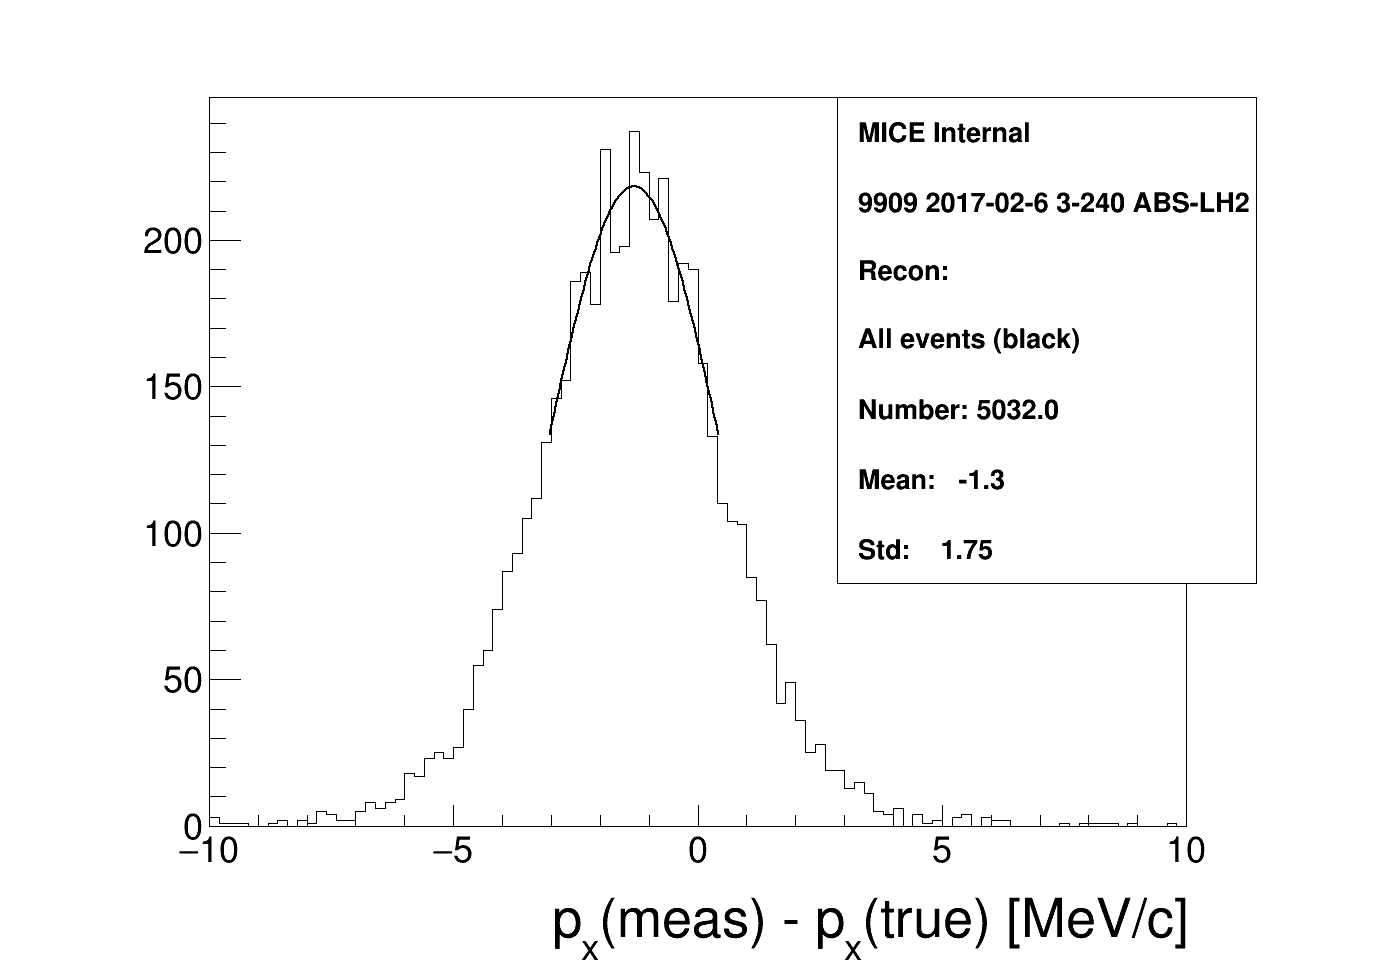 MICE Internal
9909 2017-02-6 3-240 ABS-LH2
Recon:
All events (black)
Number: 5032.0
Mean: -1.3
Std: 1.75
200
150
100
50
0
−10 −5 0 5 10
pₓ(meas) - pₓ(true) [MeV/c]